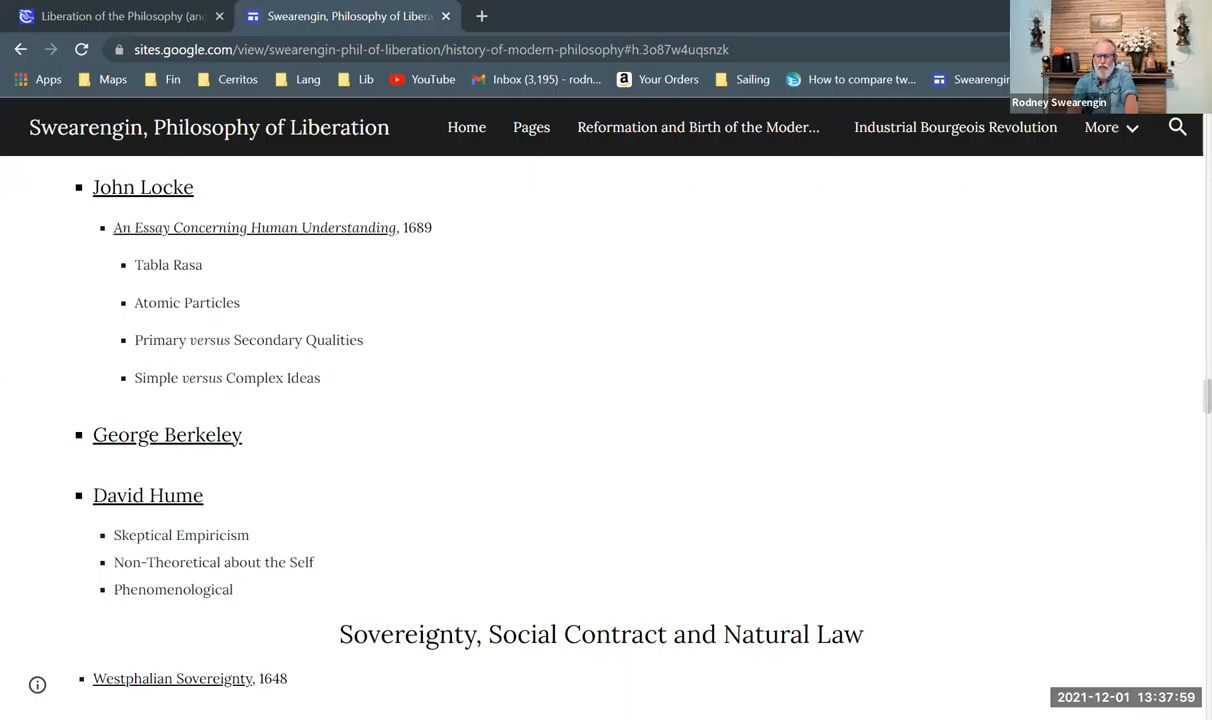 Liberation of the Philosophy (and
Swearengin, Philosophy of Libera
sites.google.com/view/swearengin-phil-of-liberation/history-of-modern-philosophy#h.3o87w4uqsnzk
Apps Maps Fin Cerritos Lang Lib YouTube Inbox (3,195) - rodn... Your Orders Sailing How to compare tw... Swearengin
Rodney Swearengin
Swearengin, Philosophy of Liberation Home Pages Reformation and Birth of the Moder... Industrial Bourgeois Revolution More
John Locke
An Essay Concerning Human Understanding, 1689
Tabla Rasa
Atomic Particles
Primary versus Secondary Qualities
Simple versus Complex Ideas
George Berkeley
David Hume
Skeptical Empiricism
Non-Theoretical about the Self
Phenomenological
Sovereignty, Social Contract and Natural Law
Westphalian Sovereignty, 1648
2021-12-01 13:37:59